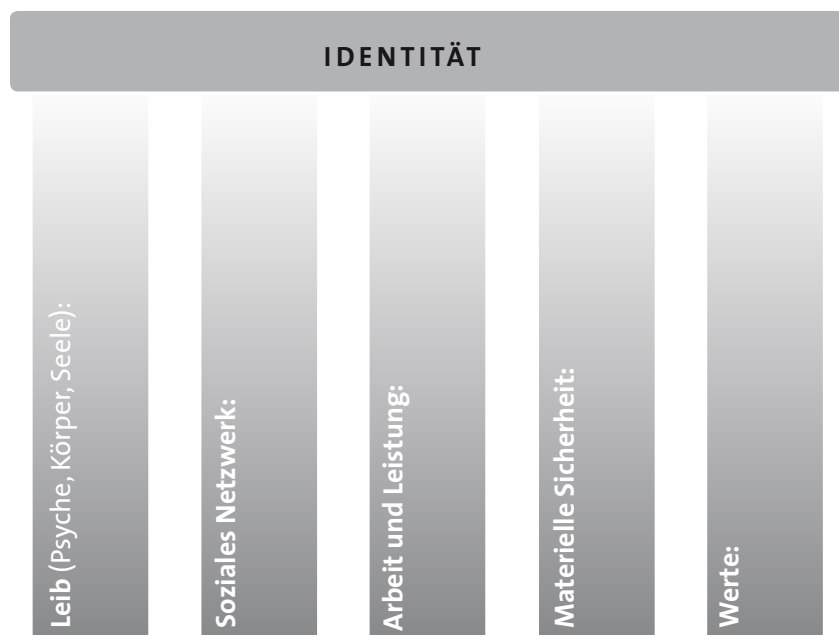 IDENTITÄT
Leib (Psyche, Körper, Seele):
Soziales Netzwerk:
Arbeit und Leistung:
Materielle Sicherheit:
Werte: